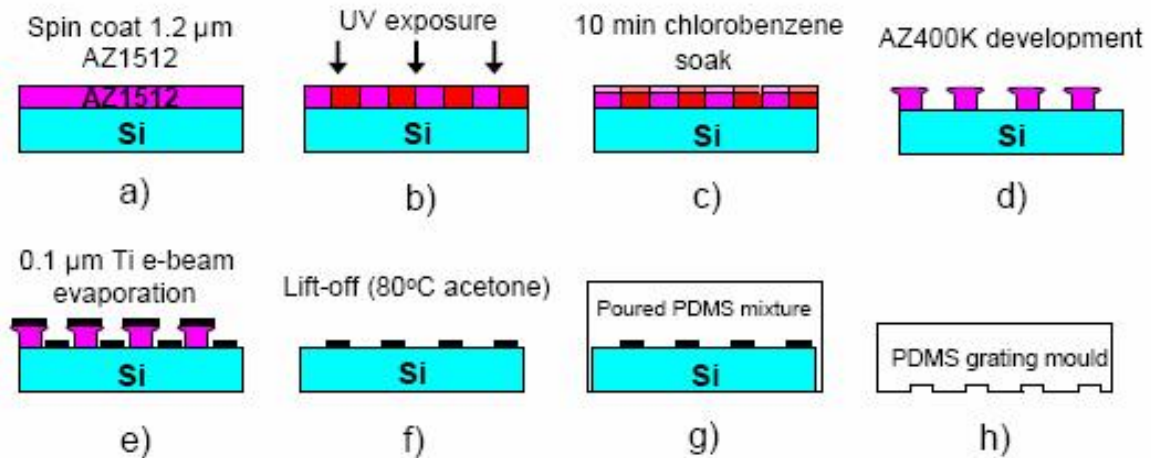 Spin coat 1.2 µm
AZ1512
AZ1512
Si
a)
UV exposure
Si
b)
10 min chlorobenzene
soak
Si
c)
AZ400K development
Si
d)
0.1 µm Ti e-beam
evaporation
Si
e)
Lift-off (80ºC acetone)
Si
f)
Poured PDMS mixture
Si
g)
PDMS grating mould
h)